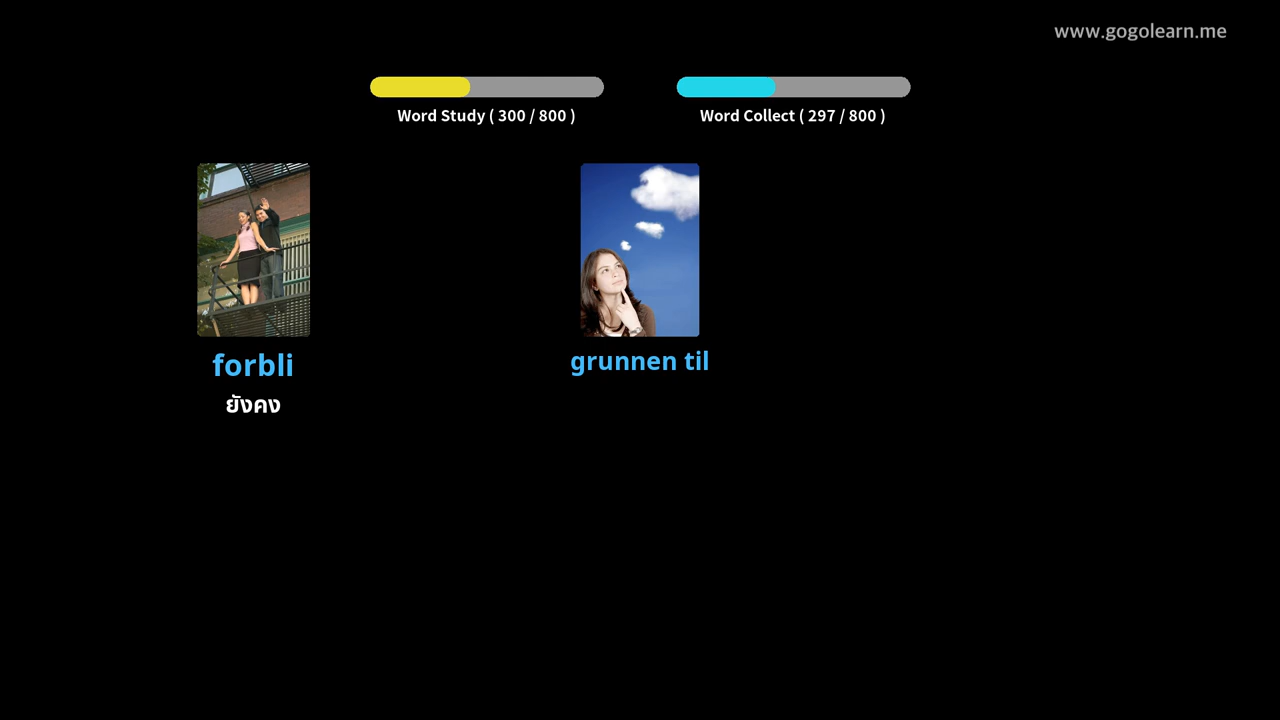 www.gogolearn.me
Word Study ( 300 / 800 )
Word Collect ( 297 / 800 )
forbli
ยังคง
grunnen til